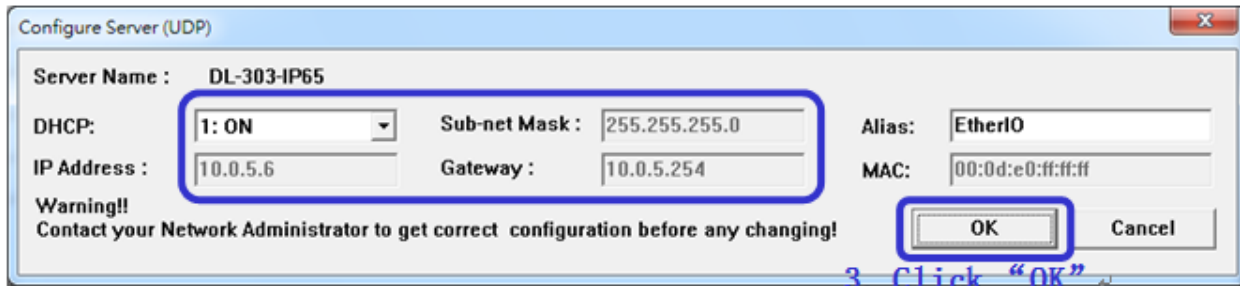 Configure Server (UDP)
Server Name : DL-303-IP65
DHCP: 1: ON Sub-net Mask : 255.255.255.0 Alias: EtherIO
IP Address : 10.0.5.6 Gateway : 10.0.5.254 MAC: 00:0d:e0:ff:ff:ff
Warning!!
Contact your Network Administrator to get correct configuration before any changing!
OK Cancel
3. Click “OK”